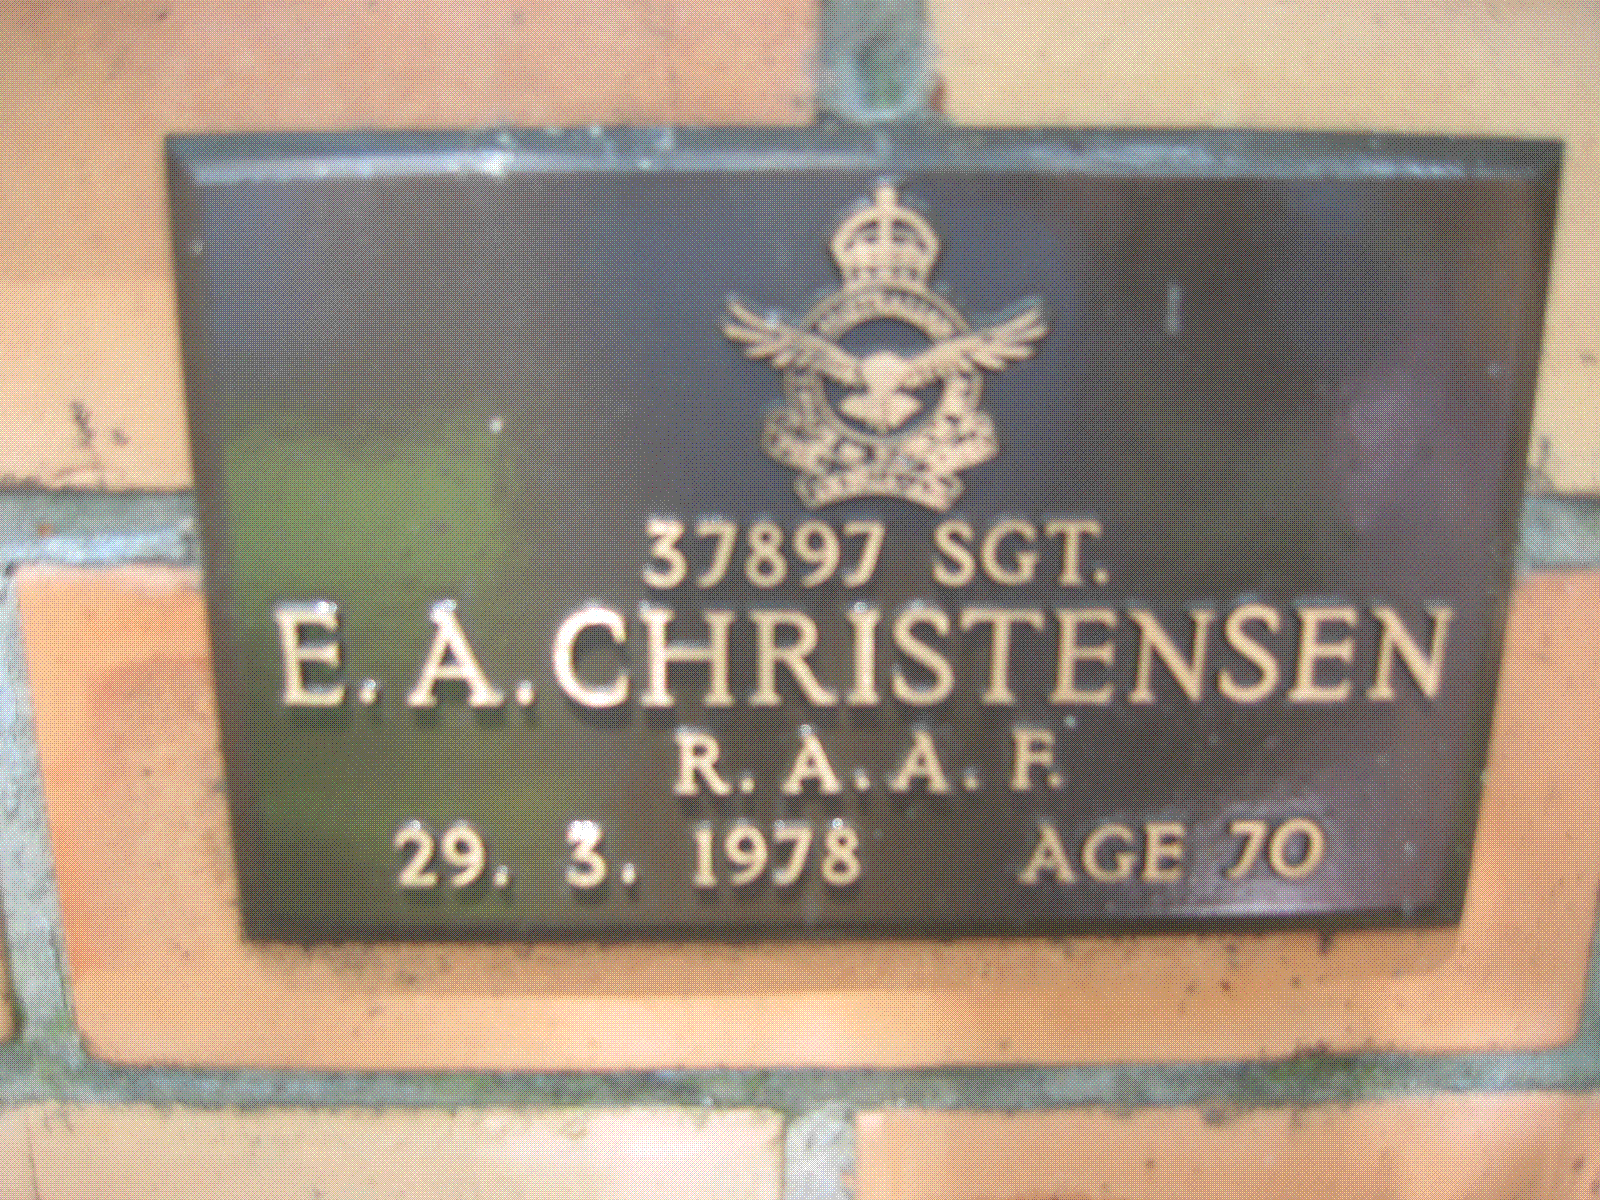 37897 SGT.
E. A. CHRISTENSEN
R. A. A. F.
29. 3. 1978 AGE 70